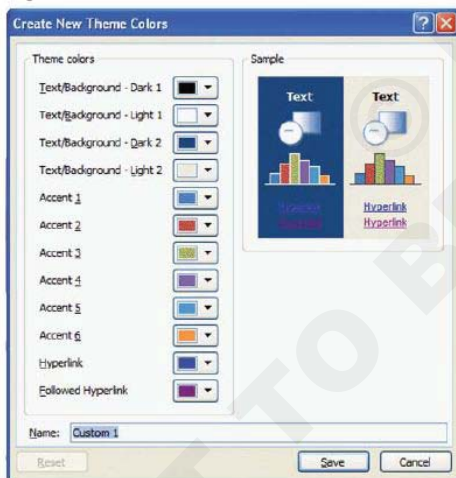 Create New Theme Colors
Theme colors
Text/Background - Dark 1
Text/Background - Light 1
Text/Background - Dark 2
Text/Background - Light 2
Accent 1
Accent 2
Accent 3
Accent 4
Accent 5
Accent 6
Hyperlink
Followed Hyperlink
Sample
Text Text
Hyperlink Hyperlink
Hyperlink Hyperlink
Name: Custom 1
Reset Save Cancel